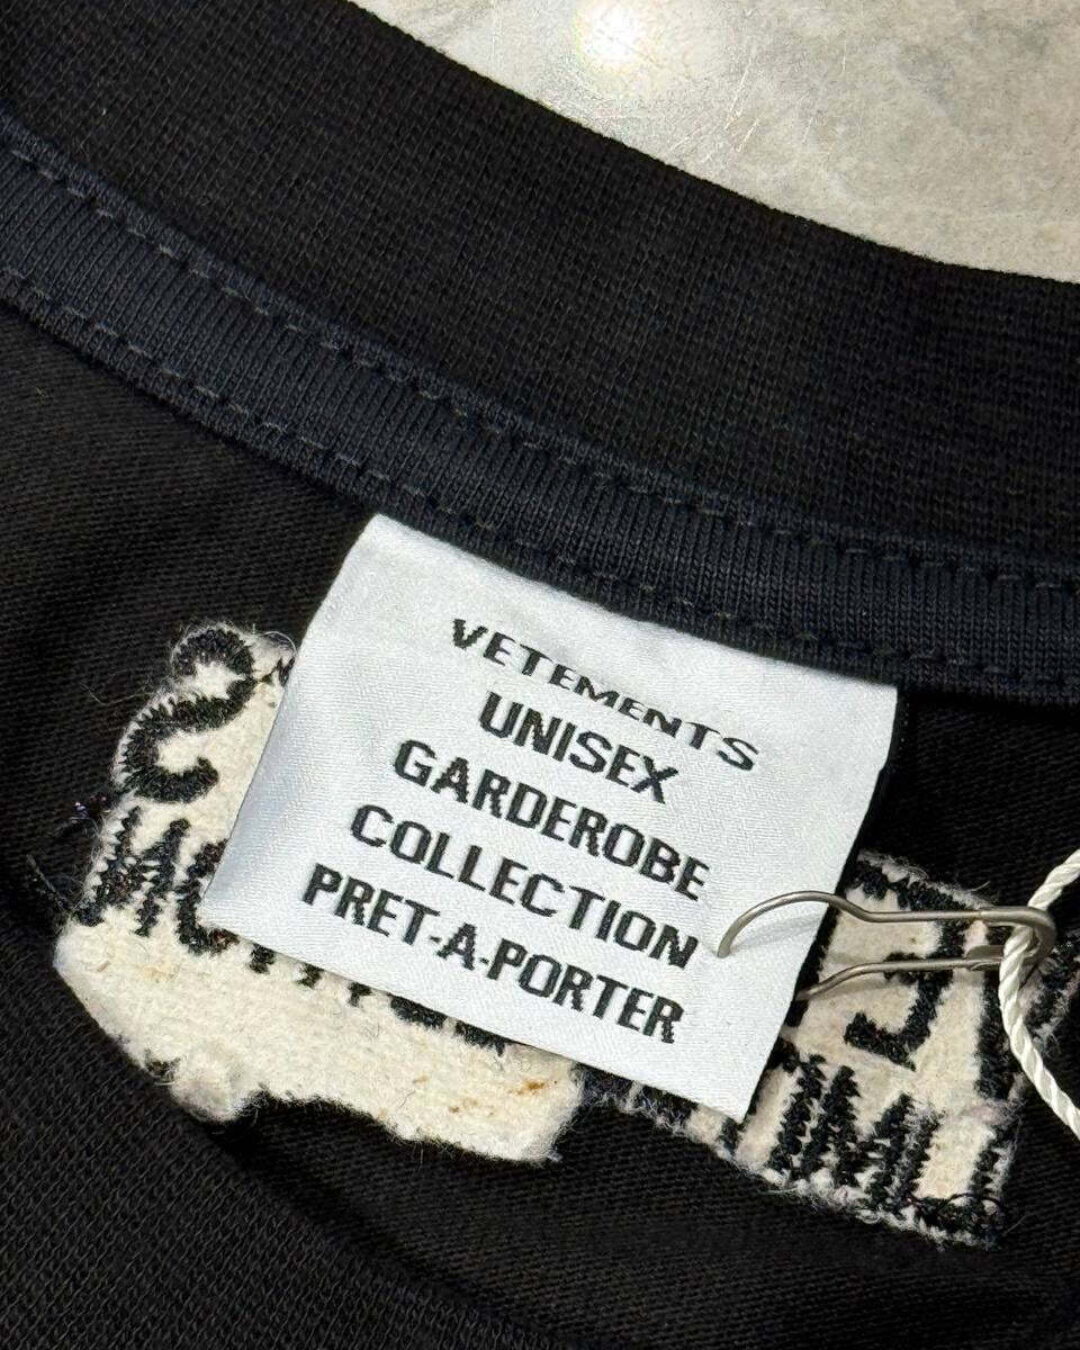 VETEMENTS
UNISEX
GARDEROBE
COLLECTION
PRET-A-PORTER